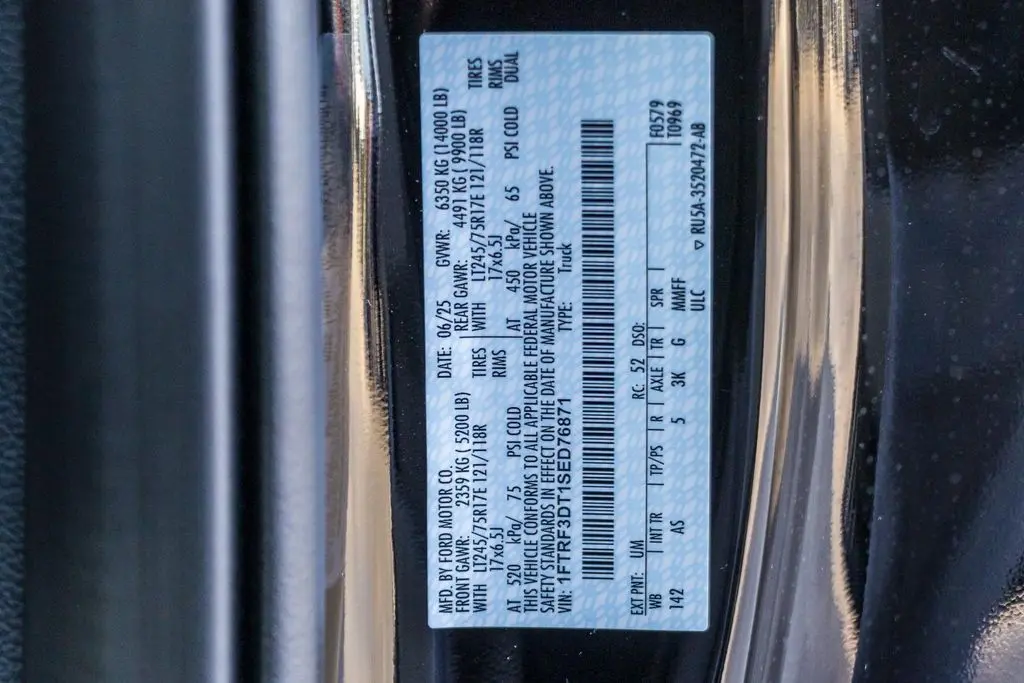 MFD. BY FORD MOTOR CO. DATE: 06/25 GVWR: 6350 KG (14000 LB)
FRONT GAWR: 2359 KG ( 5200 LB) REAR GAWR: 4491 KG ( 9900 LB)
WITH LT245/75R17E 121/118R TIRES WITH LT245/75R17E 121/118R TIRES
17x6.5J RIMS 17x6.5J RIMS
AT 520 kPa/ 75 PSI COLD AT 450 kPa/ 65 PSI COLD DUAL
THIS VEHICLE CONFORMS TO ALL APPLICABLE FEDERAL MOTOR VEHICLE
SAFETY STANDARDS IN EFFECT ON THE DATE OF MANUFACTURE SHOWN ABOVE.
VIN: 1FTRF3DT1SED76871 TYPE: Truck
EXT PNT: UM RC: 52 DSO: F0579
WB INT TR TP/PS R AXLE TR SPR T0969
142 AS 5 3K G MMFF
ULC ▽ RU5A-3520472-AB